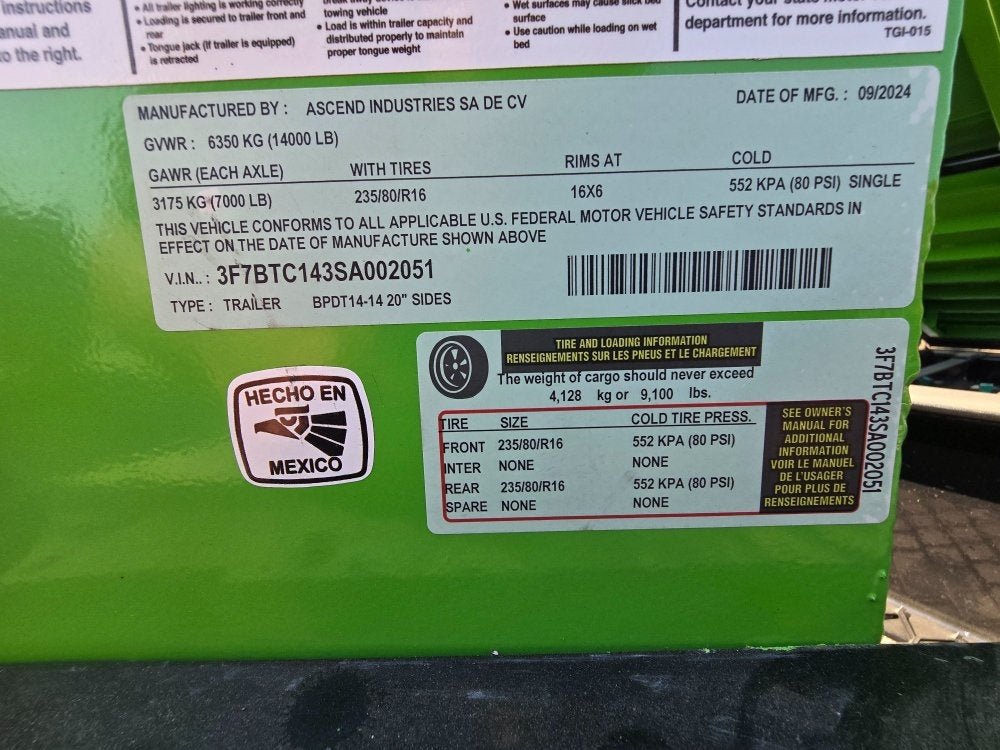 instructions
anual and
to the right.
• All trailer lighting is working correctly
• Loading is secured to trailer front and
rear
• Tongue jack (if trailer is equipped)
is retracted
towing vehicle
• Load is within trailer capacity and
distributed properly to maintain
proper tongue weight
• Wet surfaces may cause slick bed
surface
• Use caution while loading on wet
bed
Contact your state motor
department for more information.
TGI-015
MANUFACTURED BY : ASCEND INDUSTRIES SA DE CV
DATE OF MFG. : 09/2024
GVWR : 6350 KG (14000 LB)
GAWR (EACH AXLE) WITH TIRES RIMS AT COLD
3175 KG (7000 LB) 235/80/R16 16X6 552 KPA (80 PSI) SINGLE
THIS VEHICLE CONFORMS TO ALL APPLICABLE U.S. FEDERAL MOTOR VEHICLE SAFETY STANDARDS IN
EFFECT ON THE DATE OF MANUFACTURE SHOWN ABOVE
V.I.N.. : 3F7BTC143SA002051
TYPE : TRAILER BPDT14-14 20" SIDES
HECHO EN
MEXICO
TIRE AND LOADING INFORMATION
RENSEIGNEMENTS SUR LES PNEUS ET LE CHARGEMENT
The weight of cargo should never exceed
4,128 kg or 9,100 lbs.
TIRE SIZE COLD TIRE PRESS.
FRONT 235/80/R16 552 KPA (80 PSI)
INTER NONE NONE
REAR 235/80/R16 552 KPA (80 PSI)
SPARE NONE NONE
SEE OWNER'S
MANUAL FOR
ADDITIONAL
INFORMATION
VOIR LE MANUEL
DE L'USAGER
POUR PLUS DE
RENSEIGNEMENTS
3F7BTC143SA002051